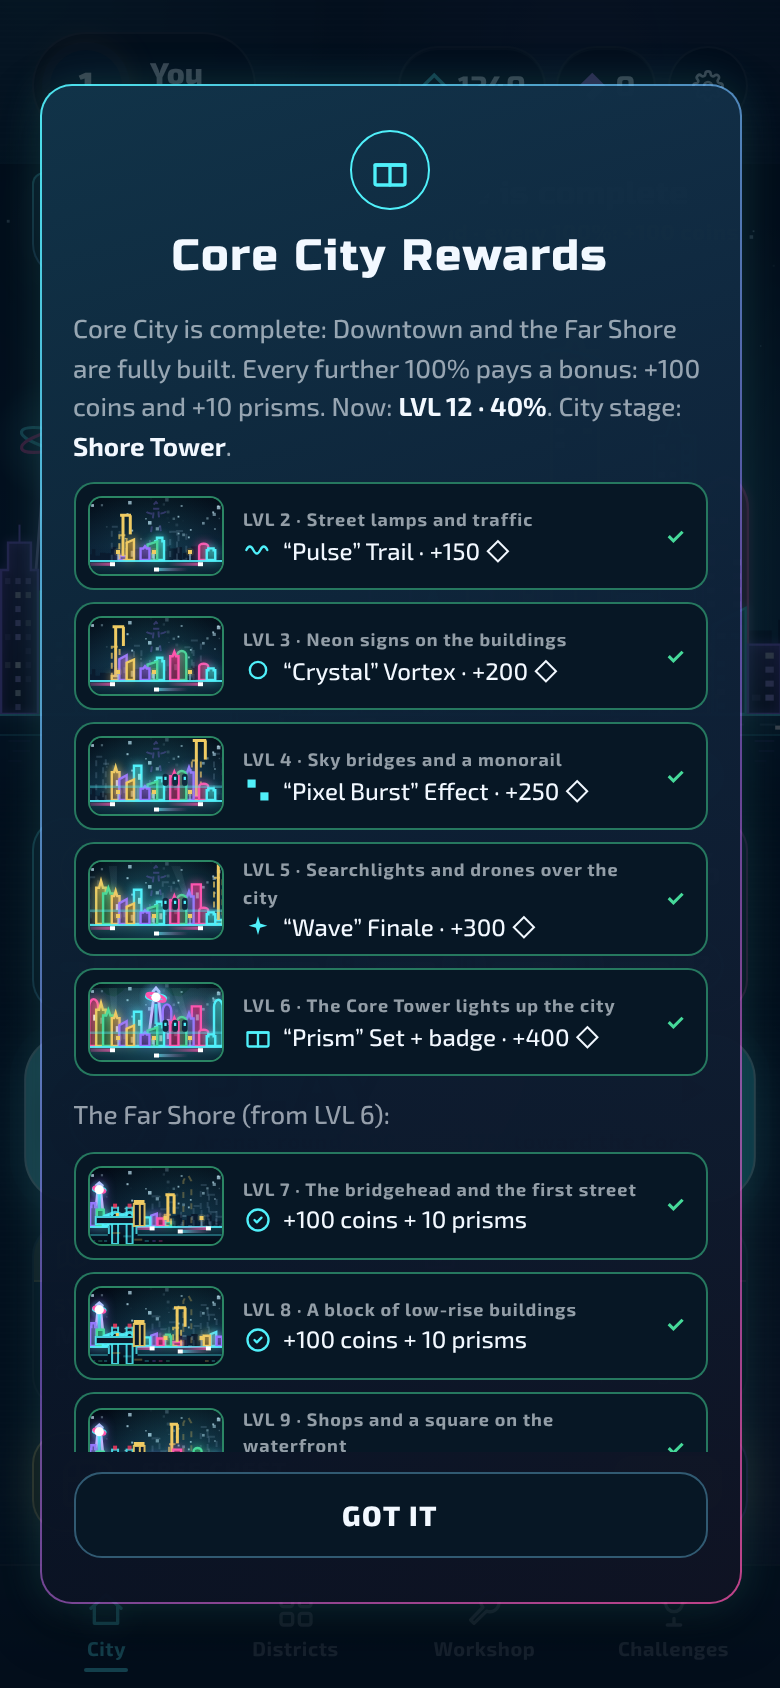 You
Core City Rewards
Core City is complete: Downtown and the Far Shore
are fully built. Every further 100% pays a bonus: +100
coins and +10 prisms. Now: LVL 12 · 40%. City stage:
Shore Tower.
LVL 2 · Street lamps and traffic
“Pulse” Trail · +150
LVL 3 · Neon signs on the buildings
“Crystal” Vortex · +200
LVL 4 · Sky bridges and a monorail
“Pixel Burst” Effect · +250
LVL 5 · Searchlights and drones over the
city
“Wave” Finale · +300
LVL 6 · The Core Tower lights up the city
“Prism” Set + badge · +400
The Far Shore (from LVL 6):
LVL 7 · The bridgehead and the first street
+100 coins + 10 prisms
LVL 8 · A block of low-rise buildings
+100 coins + 10 prisms
LVL 9 · Shops and a square on the
waterfront
GOT IT
City
Districts
Workshop
Challenges